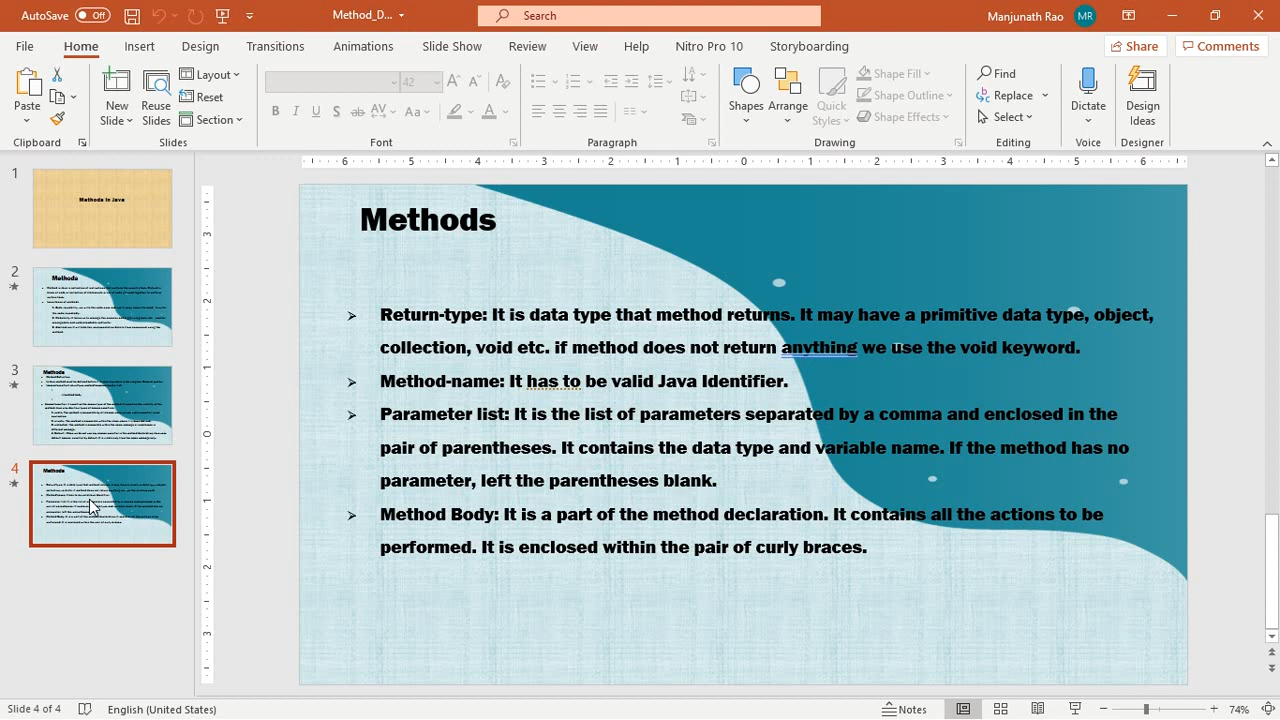 AutoSave Off Method_D... Search Manjunath Rao MR
File Home Insert Design Transitions Animations Slide Show Review View Help Nitro Pro 10 Storyboarding Share Comments
Paste New Slide Reuse Slides Layout Reset Section 42 Shapes Arrange Quick Styles Shape Fill Shape Outline Shape Effects Find Replace Select Dictate Design Ideas
Clipboard Slides Font Paragraph Drawing Editing Voice Designer
1
Methods In Java
2
Methods
3
Methods
4
Methods
Methods
Return-type: It is data type that method returns. It may have a primitive data type, object,
collection, void etc. if method does not return anything we use the void keyword.
Method-name: It has to be valid Java Identifier.
Parameter list: It is the list of parameters separated by a comma and enclosed in the
pair of parentheses. It contains the data type and variable name. If the method has no
parameter, left the parentheses blank.
Method Body: It is a part of the method declaration. It contains all the actions to be
performed. It is enclosed within the pair of curly braces.
Slide 4 of 4 English (United States) Notes 74%